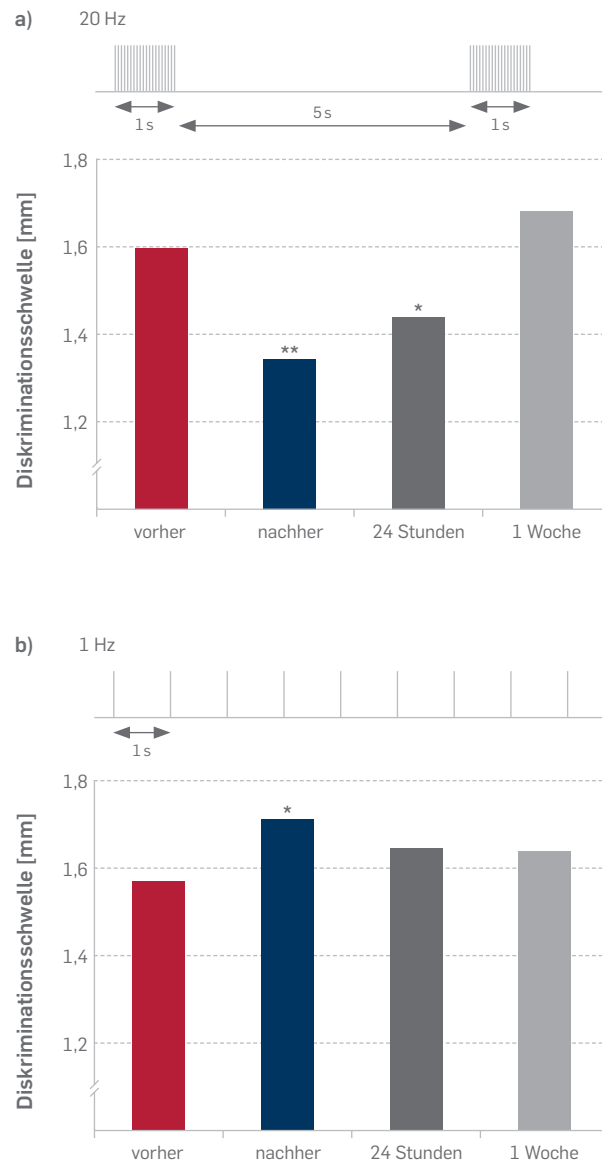 a) 20 Hz
1 s 5 s 1 s
Diskriminationsschwelle [mm]
1,8
1,6
1,4
1,2
**
*
vorher nachher 24 Stunden 1 Woche
b) 1 Hz
1 s
Diskriminationsschwelle [mm]
1,8
1,6
1,4
1,2
*
vorher nachher 24 Stunden 1 Woche